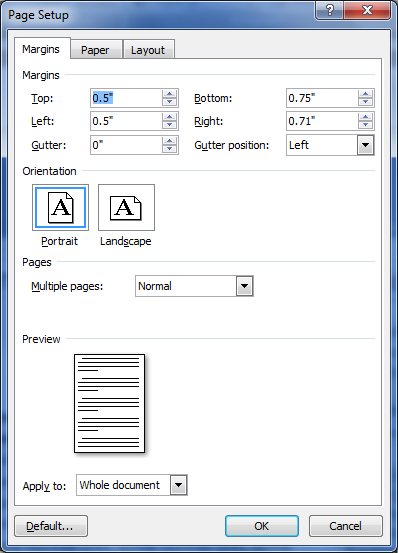 Page Setup
Margins Paper Layout
Margins
Top: 0.5" Bottom: 0.75"
Left: 0.5" Right: 0.71"
Gutter: 0" Gutter position: Left
Orientation
A A
Portrait Landscape
Pages
Multiple pages: Normal
Preview
Apply to: Whole document
Default... OK Cancel